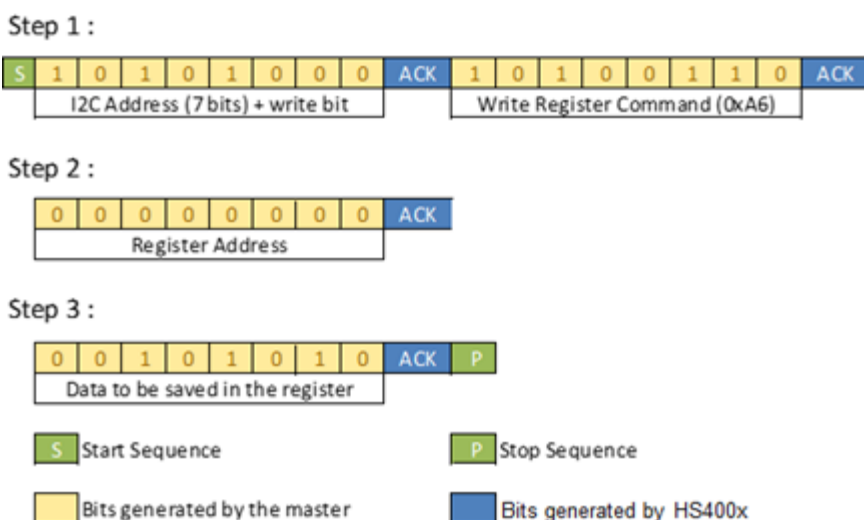 Step 1 :
S 1 0 1 0 1 0 0 0 ACK 1 0 1 0 0 1 1 0 ACK
I2C Address (7 bits) + write bit Write Register Command (0xA6)
Step 2 :
0 0 0 0 0 0 0 0 ACK
Register Address
Step 3 :
0 0 1 0 1 0 1 0 ACK P
Data to be saved in the register
S Start Sequence P Stop Sequence
Bits generated by the master Bits generated by HS400x